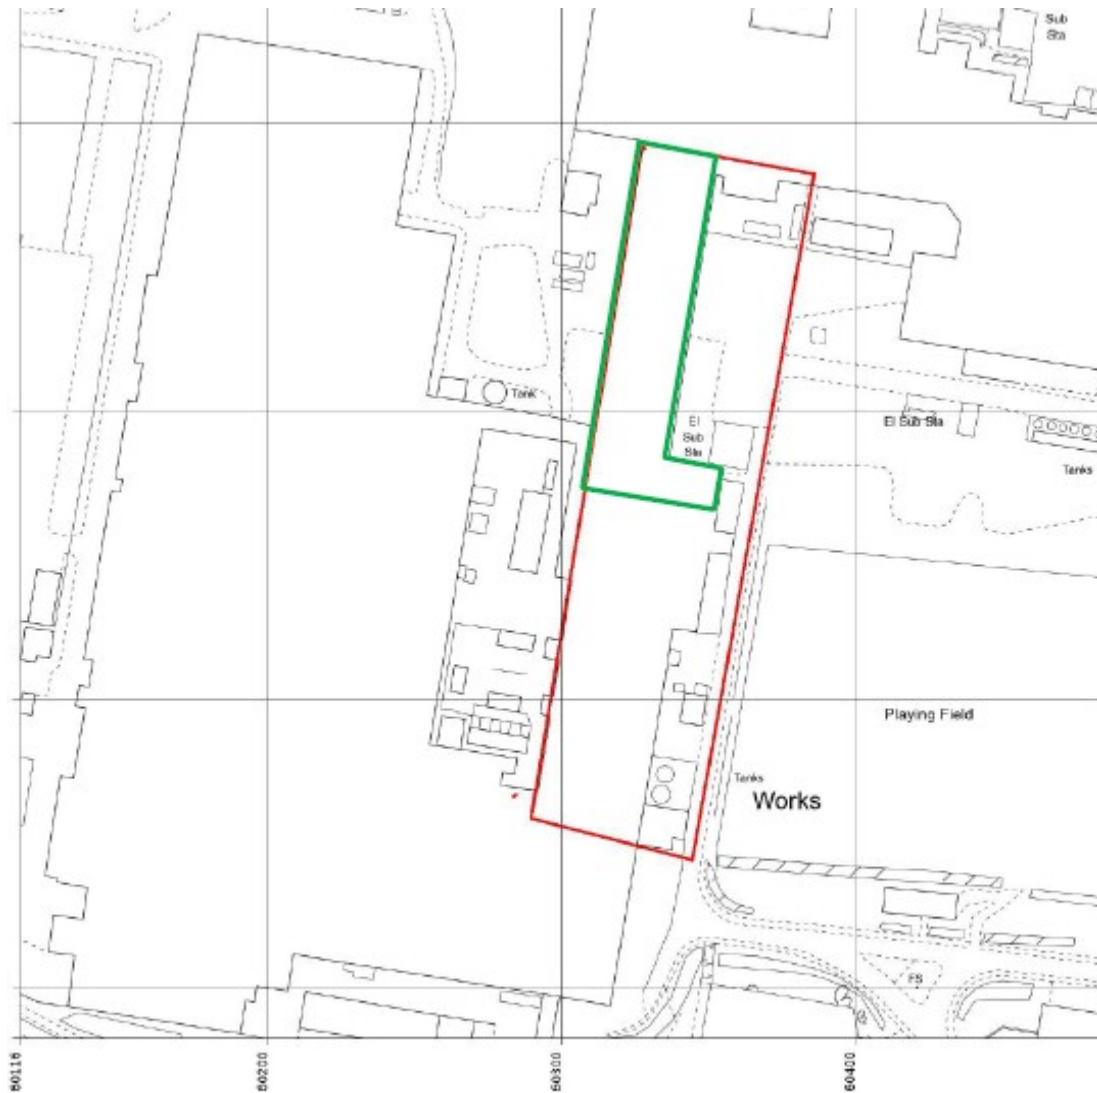 Sub
Sta
Tank
El
Sub
Sta
El Sub Sta
Tanks
Playing Field
Tanks
Works
FS
60116
60200
60300
60400